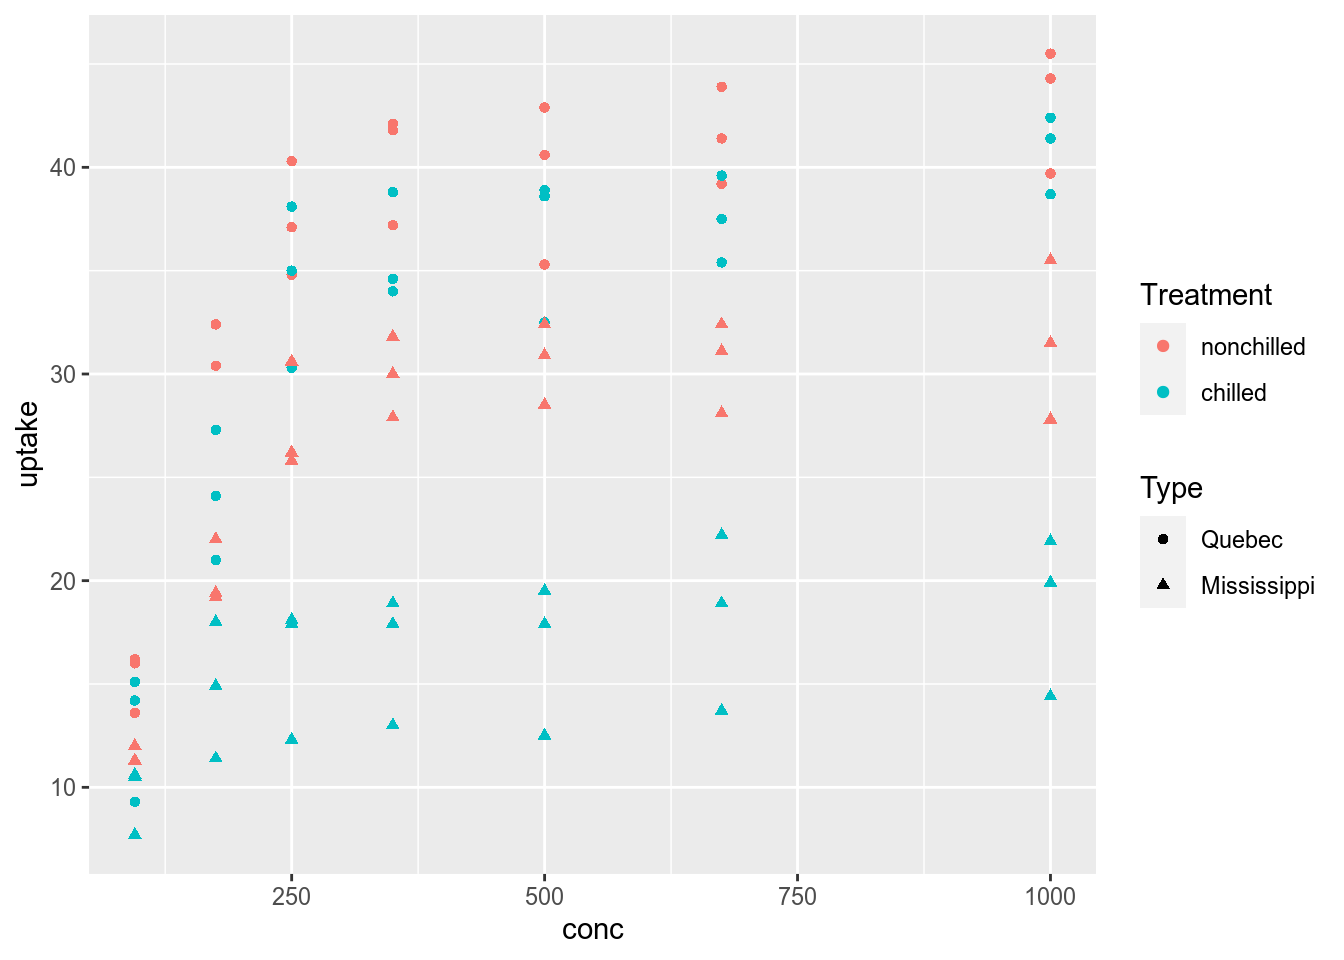 40
30
20
10
uptake
250
500
750
1000
conc
Treatment
nonchilled
chilled
Type
Quebec
Mississippi